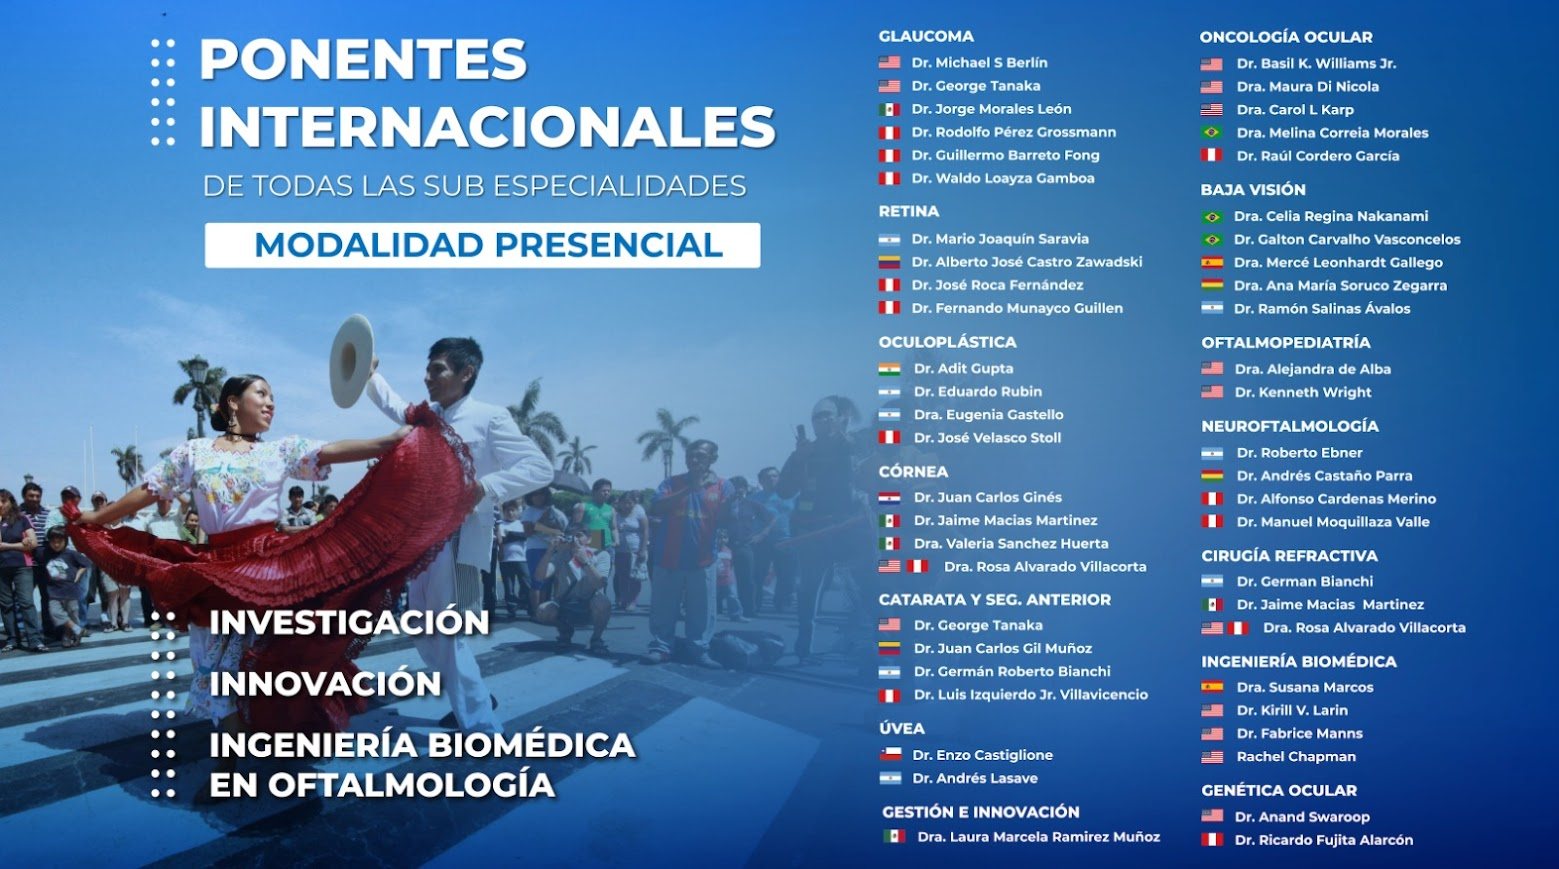 PONENTES
INTERNACIONALES
DE TODAS LAS SUB ESPECIALIDADES
MODALIDAD PRESENCIAL
INVESTIGACIÓN
INNOVACIÓN
INGENIERÍA BIOMÉDICA
EN OFTALMOLOGÍA
GLAUCOMA
Dr. Michael S Berlín
Dr. George Tanaka
Dr. Jorge Morales León
Dr. Rodolfo Pérez Grossmann
Dr. Guillermo Barreto Fong
Dr. Waldo Loayza Gamboa
RETINA
Dr. Mario Joaquín Saravia
Dr. Alberto José Castro Zawadski
Dr. José Roca Fernández
Dr. Fernando Munayco Guillen
OCULOPLÁSTICA
Dr. Adit Gupta
Dr. Eduardo Rubin
Dra. Eugenia Gastello
Dr. José Velasco Stoll
CÓRNEA
Dr. Juan Carlos Ginés
Dr. Jaime Macias Martinez
Dra. Valeria Sanchez Huerta
Dra. Rosa Alvarado Villacorta
CATARATA Y SEG. ANTERIOR
Dr. George Tanaka
Dr. Juan Carlos Gil Muñoz
Dr. Germán Roberto Bianchi
Dr. Luis Izquierdo Jr. Villavicencio
ÚVEA
Dr. Enzo Castiglione
Dr. Andrés Lasave
GESTIÓN E INNOVACIÓN
Dra. Laura Marcela Ramirez Muñoz
ONCOLOGÍA OCULAR
Dr. Basil K. Williams Jr.
Dra. Maura Di Nicola
Dra. Carol L Karp
Dra. Melina Correia Morales
Dr. Raúl Cordero García
BAJA VISIÓN
Dra. Celia Regina Nakanami
Dr. Galton Carvalho Vasconcelos
Dra. Mercé Leonhardt Gallego
Dra. Ana María Soruco Zegarra
Dr. Ramón Salinas Ávalos
OFTALMOPEDIATRÍA
Dra. Alejandra de Alba
Dr. Kenneth Wright
NEUROFTALMOLOGÍA
Dr. Roberto Ebner
Dr. Andrés Castaño Parra
Dr. Alfonso Cardenas Merino
Dr. Manuel Moquillaza Valle
CIRUGÍA REFRACTIVA
Dr. German Bianchi
Dr. Jaime Macias Martinez
Dra. Rosa Alvarado Villacorta
INGENIERÍA BIOMÉDICA
Dra. Susana Marcos
Dr. Kirill V. Larin
Dr. Fabrice Manns
Rachel Chapman
GENÉTICA OCULAR
Dr. Anand Swaroop
Dr. Ricardo Fujita Alarcón